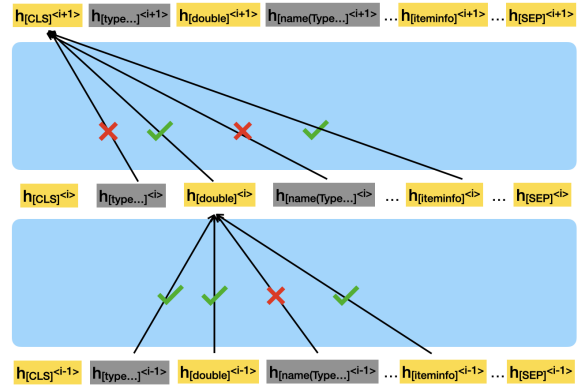 h[CLS]<i+1> h[type...]<i+1> h[double]<i+1> h[name(Type...]<i+1> ... h[iteminfo]<i+1> ... h[SEP]<i+1>
h[CLS]<i> h[type...]<i> h[double]<i> h[name(Type...]<i> ... h[iteminfo]<i> ... h[SEP]<i>
h[CLS]<i-1> h[type...]<i-1> h[double]<i-1> h[name(Type...]<i-1> ... h[iteminfo]<i-1> ... h[SEP]<i-1>